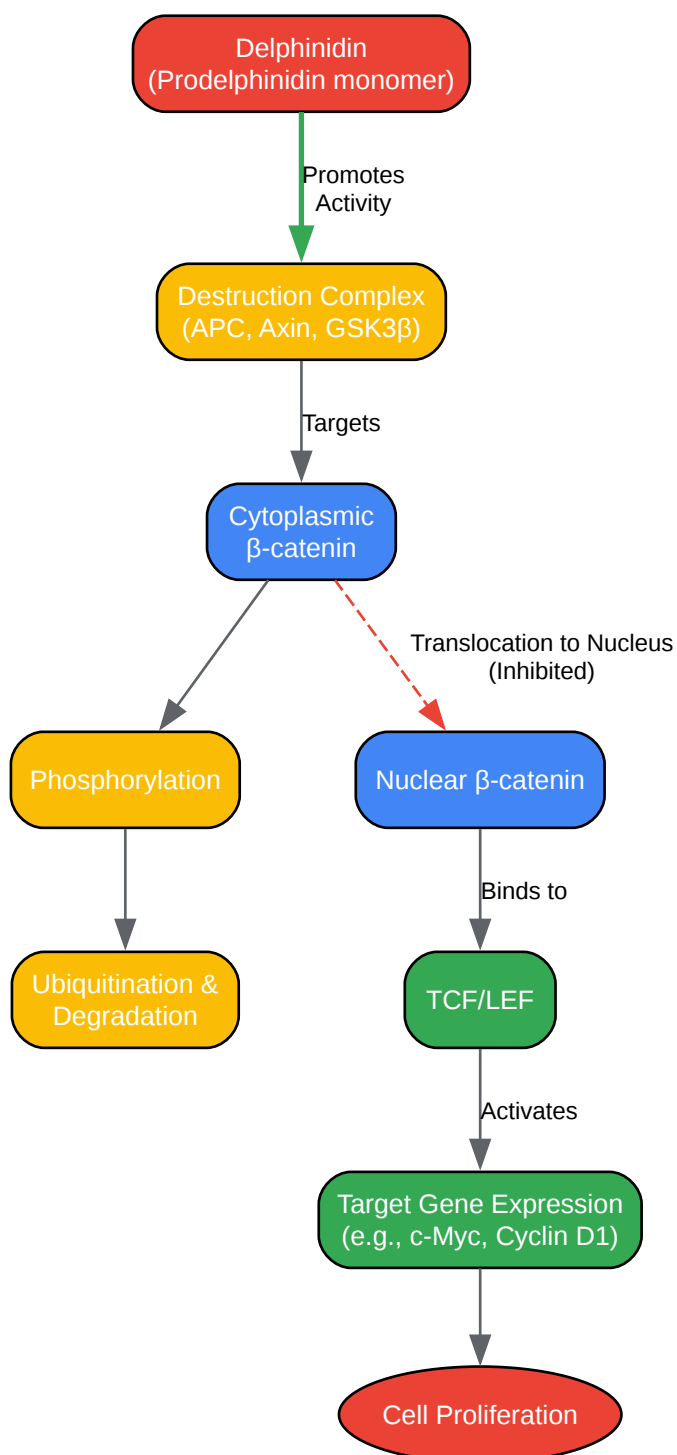 Delphinidin
(Prodelphinidin monomer)
Promotes
Activity
Destruction Complex
(APC, Axin, GSK3β)
Targets
Cytoplasmic
β-catenin
Translocation to Nucleus
(Inhibited)
Phosphorylation
Nuclear β-catenin
Binds to
Ubiquitination &
Degradation
TCF/LEF
Activates
Target Gene Expression
(e.g., c-Myc, Cyclin D1)
Cell Proliferation